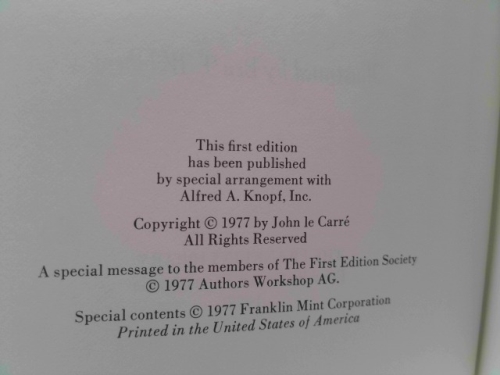 This first edition
has been published
by special arrangement with
Alfred A. Knopf, Inc.
Copyright © 1977 by John le Carré
All Rights Reserved
A special message to the members of The First Edition Society
© 1977 Authors Workshop AG.
Special contents © 1977 Franklin Mint Corporation
Printed in the United States of America